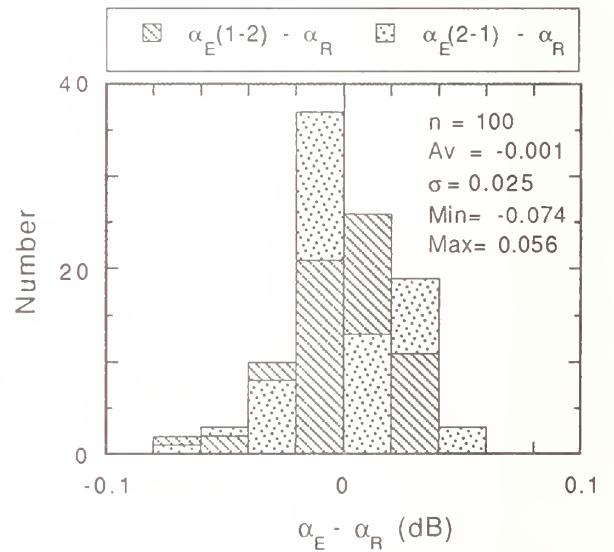 α_E(1-2) - α_R α_E(2-1) - α_R
40
n = 100
Av = -0.001
σ = 0.025
Min= -0.074
Max= 0.056
Number
20
0
-0.1 0 0.1
α_E - α_R (dB)